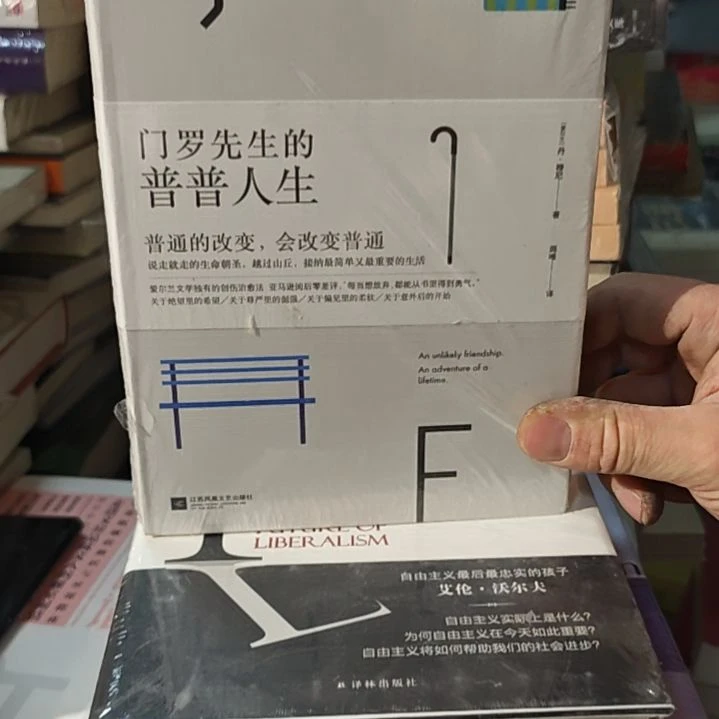 门罗先生的
普普人生
普通的改变，会改变普通
说走就走的生命朝圣，越过山丘，接纳最简单又最重要的生活
爱尔兰文学独有的创伤治愈法 亚马逊阅后零差评，“每当想放弃，都能从书里得到勇气。”
关于绝望里的希望／关于尊严里的倔强／关于偏见里的柔软／关于意外后的开始
著
周唯
译
An unlikely friendship.
An adventure of a
lifetime.
F
江苏凤凰文艺出版社
FUTURE OF
LIBERALISM
自由主义最后最忠实的孩子
艾伦·沃尔夫
自由主义实际上是什么？
为何自由主义在今天如此重要？
自由主义将如何帮助我们的社会进步？
译林出版社